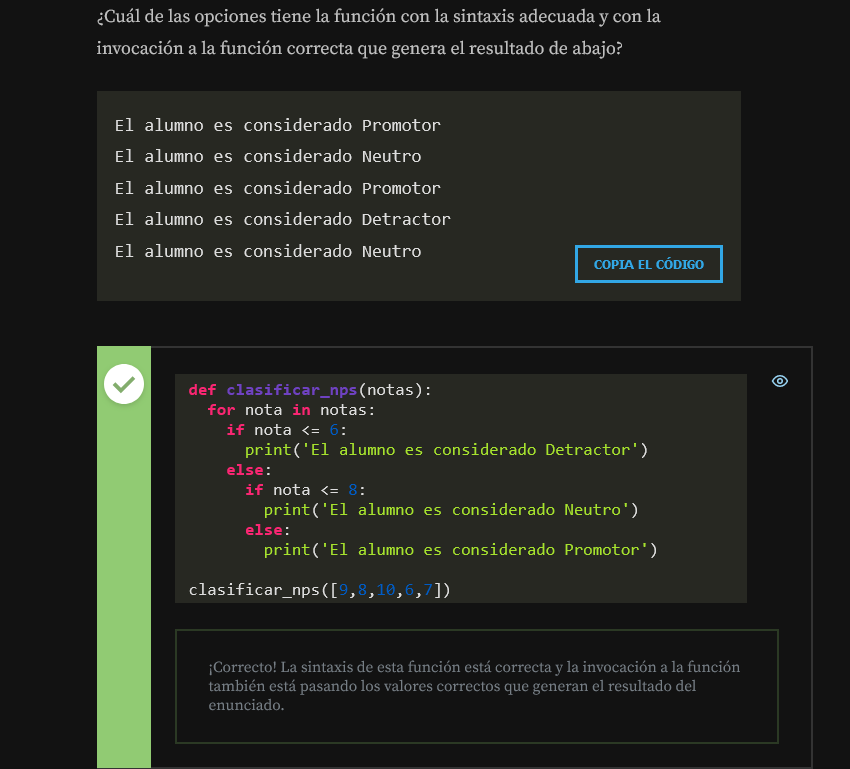 ¿Cuál de las opciones tiene la función con la sintaxis adecuada y con la
invocación a la función correcta que genera el resultado de abajo?
El alumno es considerado Promotor
El alumno es considerado Neutro
El alumno es considerado Promotor
El alumno es considerado Detractor
El alumno es considerado Neutro
COPIA EL CÓDIGO
def clasificar_nps(notas):
  for nota in notas:
    if nota <= 6:
      print('El alumno es considerado Detractor')
    else:
      if nota <= 8:
        print('El alumno es considerado Neutro')
      else:
        print('El alumno es considerado Promotor')
clasificar_nps([9,8,10,6,7])
¡Correcto! La sintaxis de esta función está correcta y la invocación a la función
también está pasando los valores correctos que generan el resultado del
enunciado.